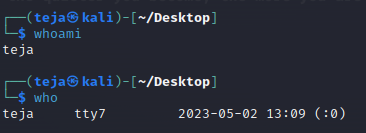 ┌──(teja㉿kali)-[~/Desktop]
└─$ whoami
teja
┌──(teja㉿kali)-[~/Desktop]
└─$ who
teja     tty7         2023-05-02 13:09 (:0)